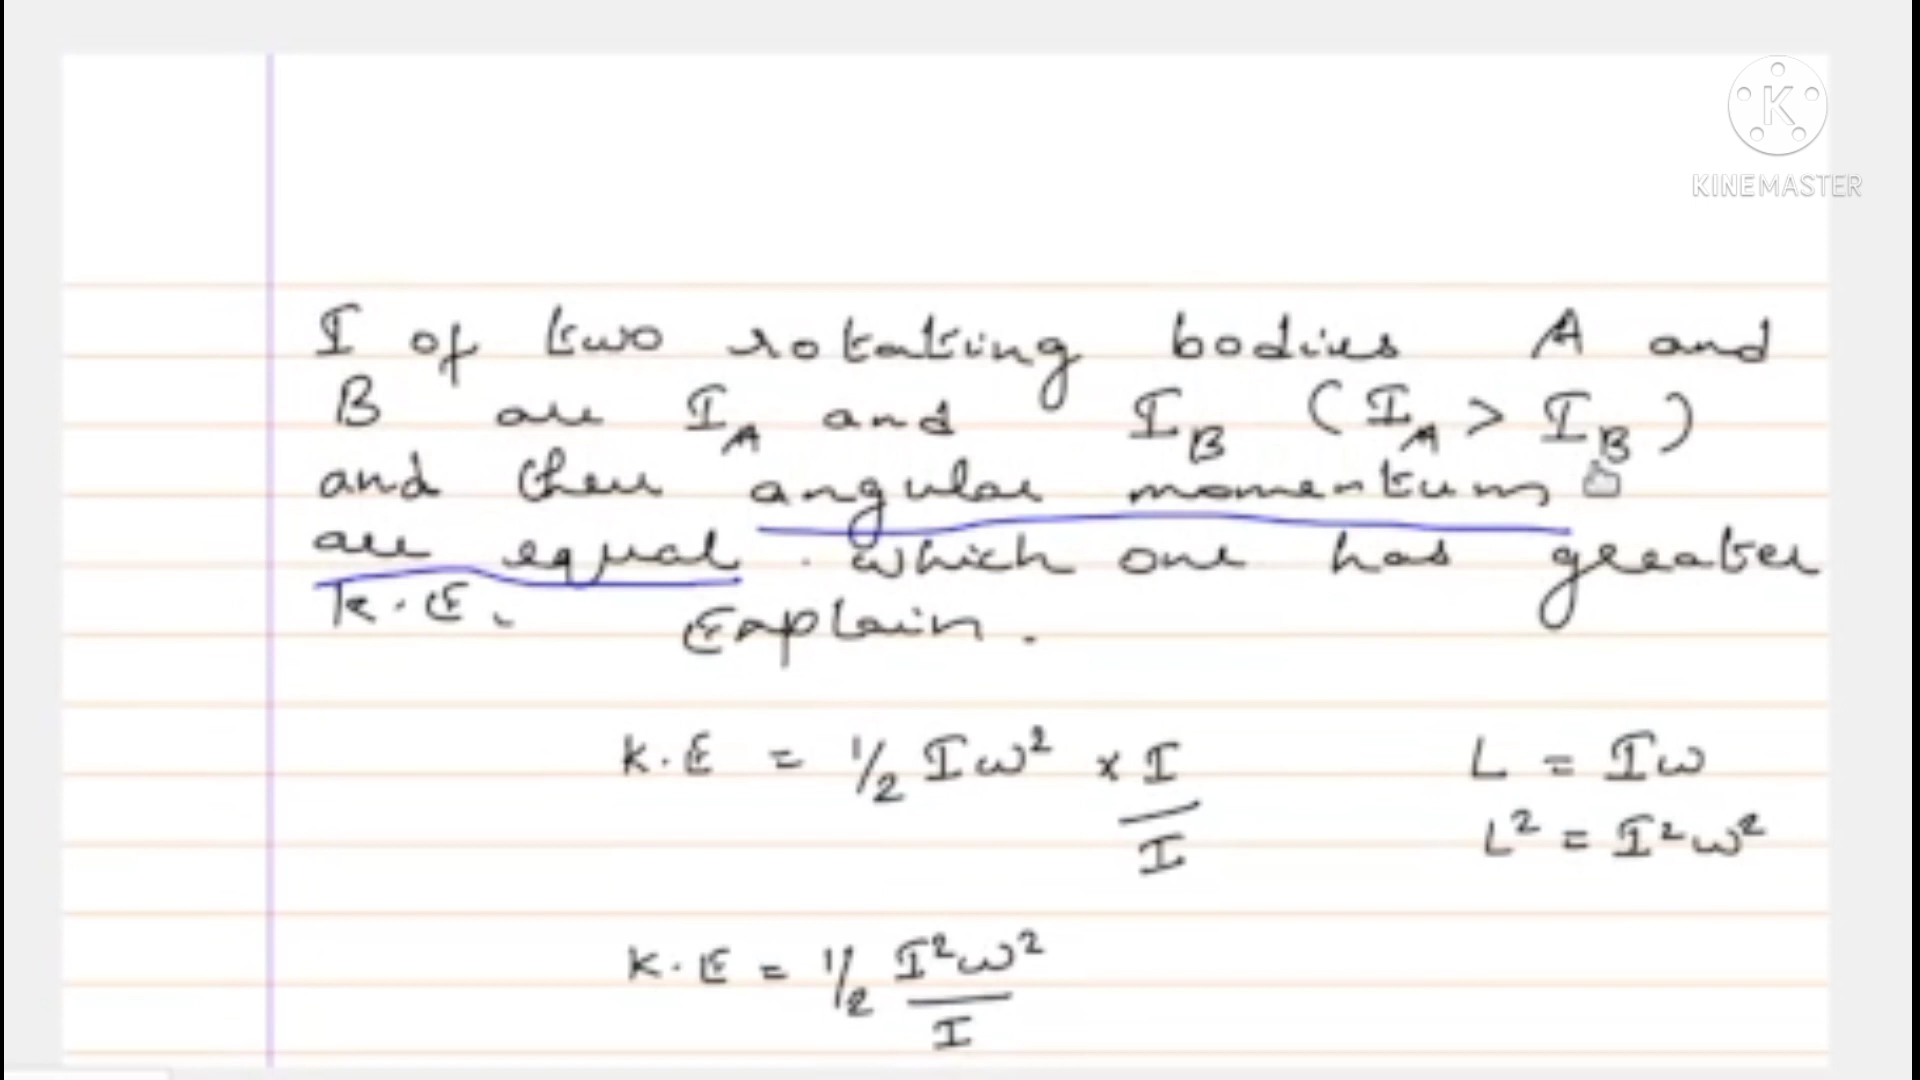 KINEMASTER
I of two rotating bodies A and
B are I_A and I_B (I_A > I_B)
and their angular momentums
are equal. which one has greater
K.E. Explain.
K.E = 1/2 Iω² × I/I
L = Iω
L² = I²ω²
K.E = 1/2 I²ω²/I